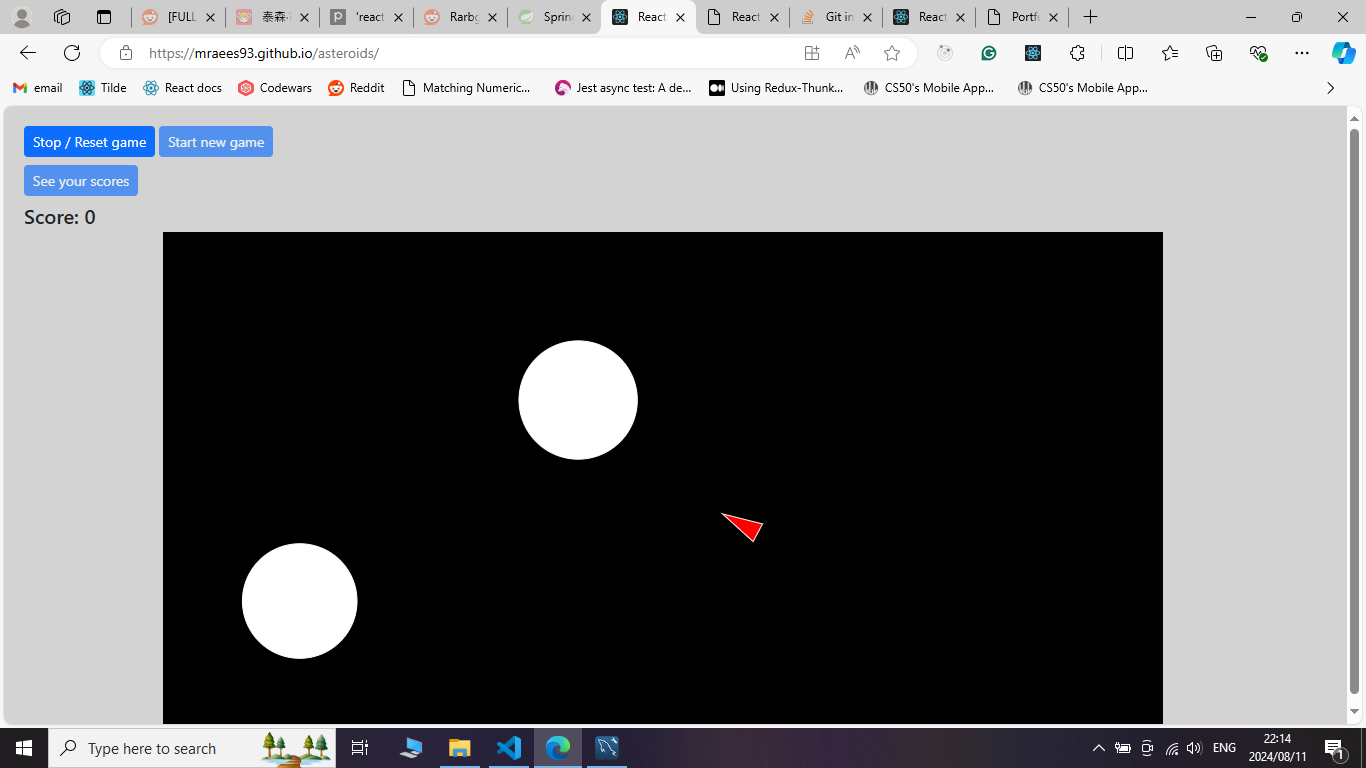 [FULL
泰森·
'react
Rarbg
Spring
React
React
Git in
React
Portfo
https://mraees93.github.io/asteroids/
email
Tilde
React docs
Codewars
Reddit
Matching Numeric...
Jest async test: A de...
Using Redux-Thunk...
CS50's Mobile App...
CS50's Mobile App...
Stop / Reset game
Start new game
See your scores
Score: 0
Type here to search
ENG
22:14
2024/08/11
1